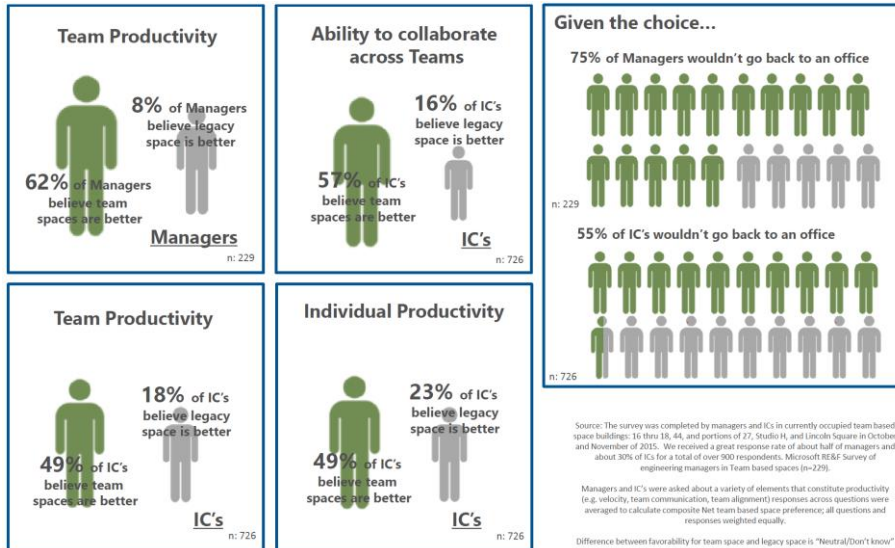 Team Productivity
8% of Managers
believe legacy
space is better
62% of Managers
believe team
spaces are better
Managers
n: 229
Ability to collaborate
across Teams
16% of IC's
believe legacy
space is better
57% of IC's
believe team
spaces are better
IC's
n: 726
Given the choice...
75% of Managers wouldn't go back to an office
n: 229
55% of IC's wouldn't go back to an office
n: 726
Team Productivity
18% of IC's
believe legacy
space is better
49% of IC's
believe team
spaces are better
IC's
n: 726
Individual Productivity
23% of IC's
believe legacy
space is better
49% of IC's
believe team
spaces are better
IC's
n: 726
Source: The survey was completed by managers and ICs in currently occupied team based
space buildings: 16 thru 18, 44, and portions of 27, Studio H, and Lincoln Square in October
and November of 2015. We received a great response rate of about half of managers and
about 30% of ICs for a total of over 900 respondents. Microsoft RE&F Survey of
engineering managers in Team based spaces (n=229).
Managers and IC's were asked about a variety of elements that constitute productivity
(e.g. velocity, team communication, team alignment) responses across questions were
averaged to calculate composite Net team based space preference; all questions and
responses weighted equally.
Difference between favorability for team space and legacy space is "Neutral/Don't know"